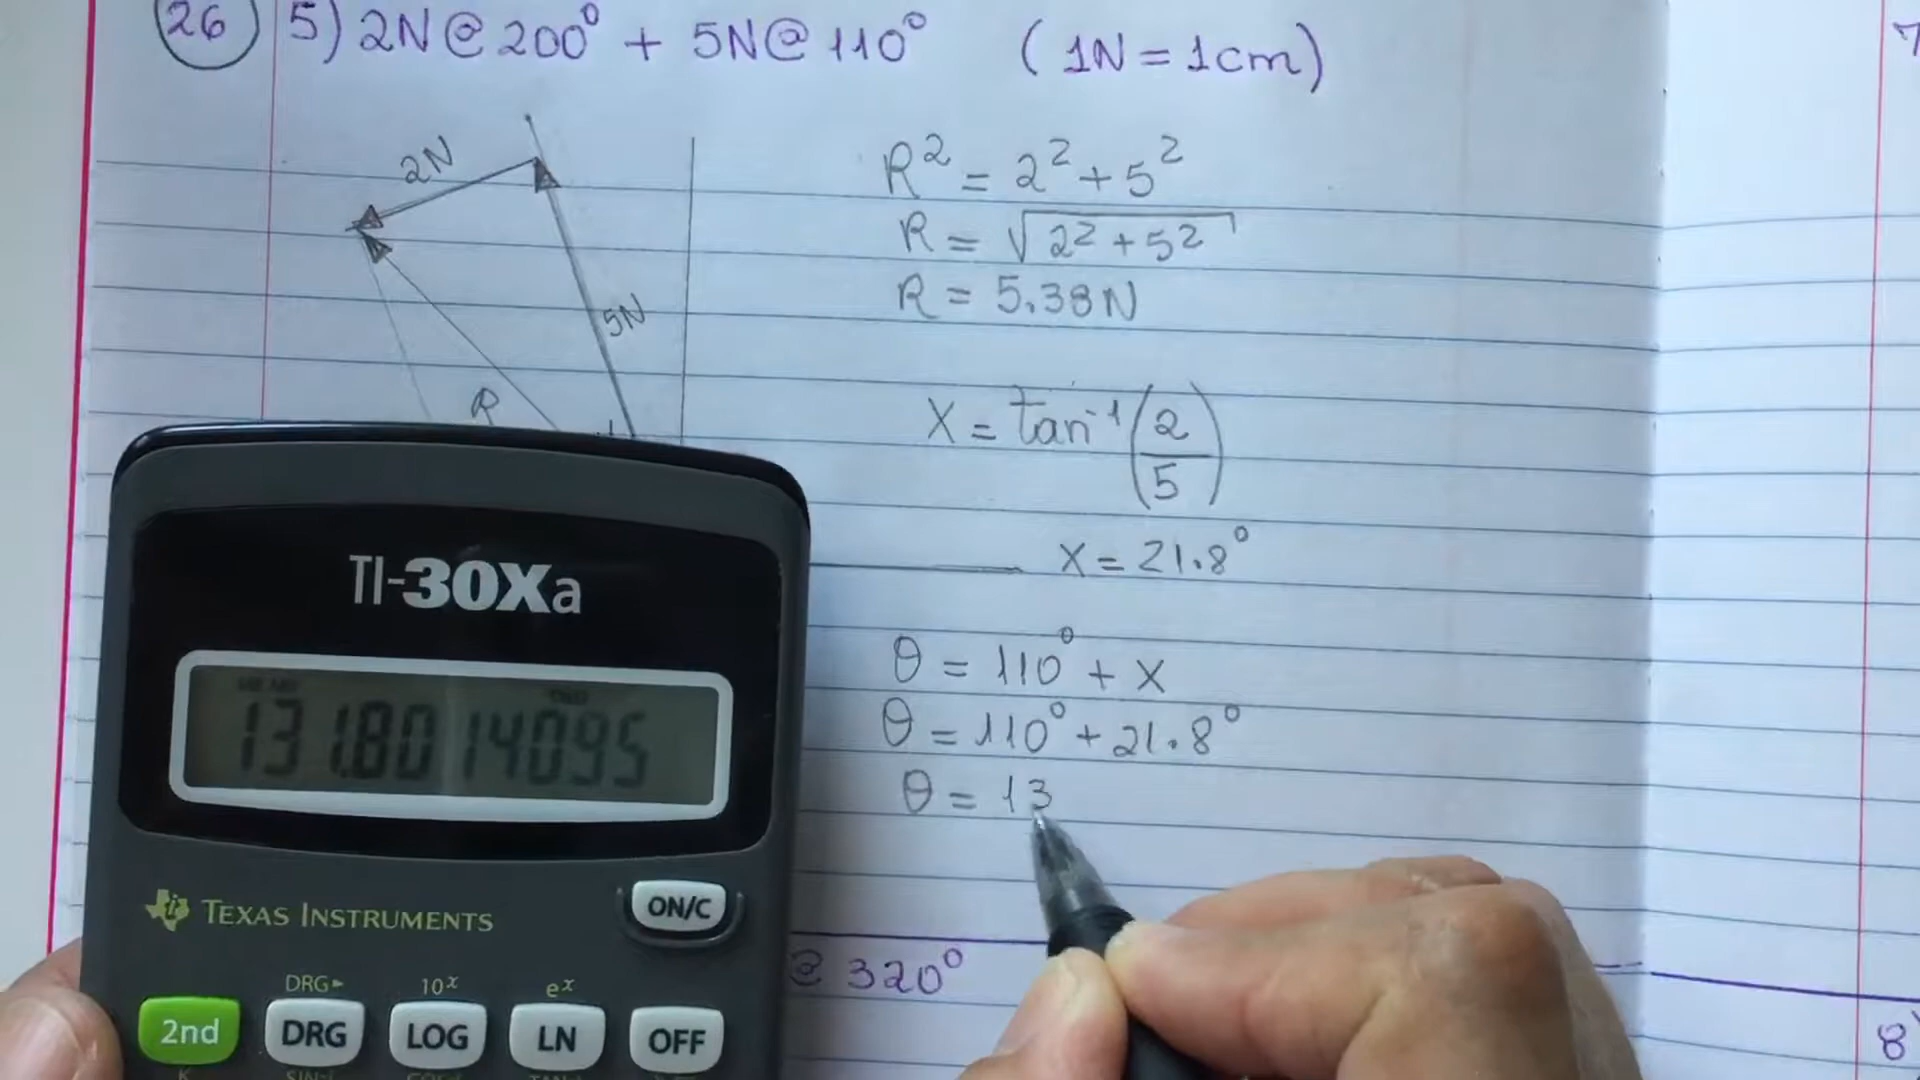 26 5) 2N @ 200° + 5N @ 110° (1N = 1cm)
2N
5N
R
R² = 2² + 5²
R = √2² + 5²
R = 5.38N
X = tan⁻¹(2/5)
X = 21.8°
θ = 110° + X
θ = 110° + 21.8°
θ = 13
@ 320°
7
8
TI-30Xa
131.8014095
TEXAS INSTRUMENTS
ON/C
DRG► 10ˣ eˣ
2nd DRG LOG LN OFF
K